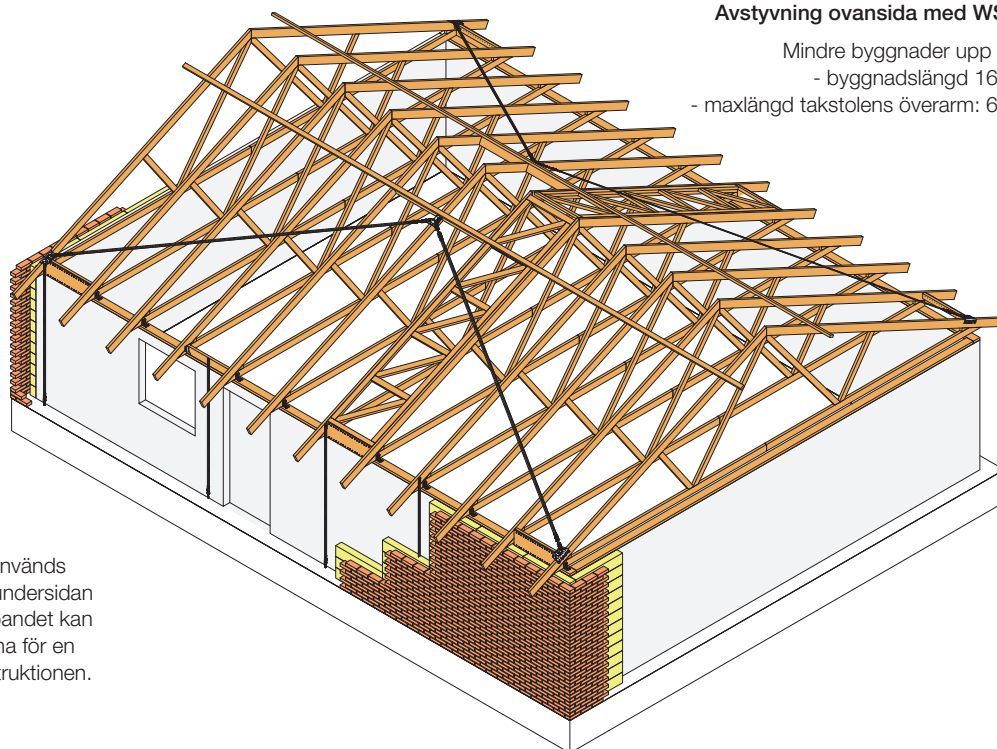 Avstyvning ovansida med WS
Mindre byggnader upp
- byggnadslängd 16
- maxlängd takstolens överarm: 6
nvänds
undersidan
andet kan
na för en
truktionen.